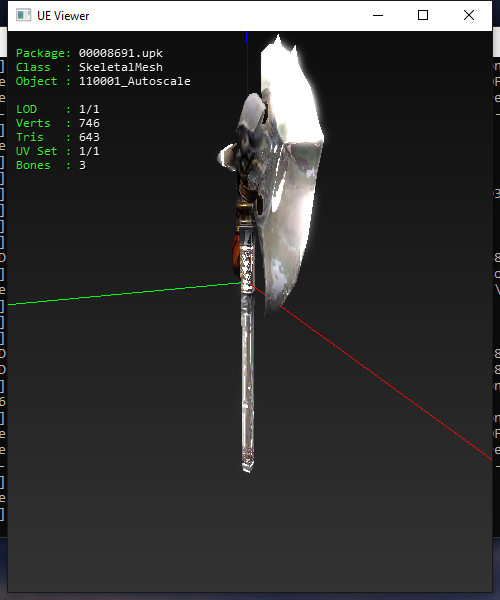 UE Viewer
Package: 00008691.upk
Class  : SkeletalMesh
Object : 110001_Autoscale
LOD    : 1/1
Verts  : 746
Tris   : 643
UV Set : 1/1
Bones  : 3